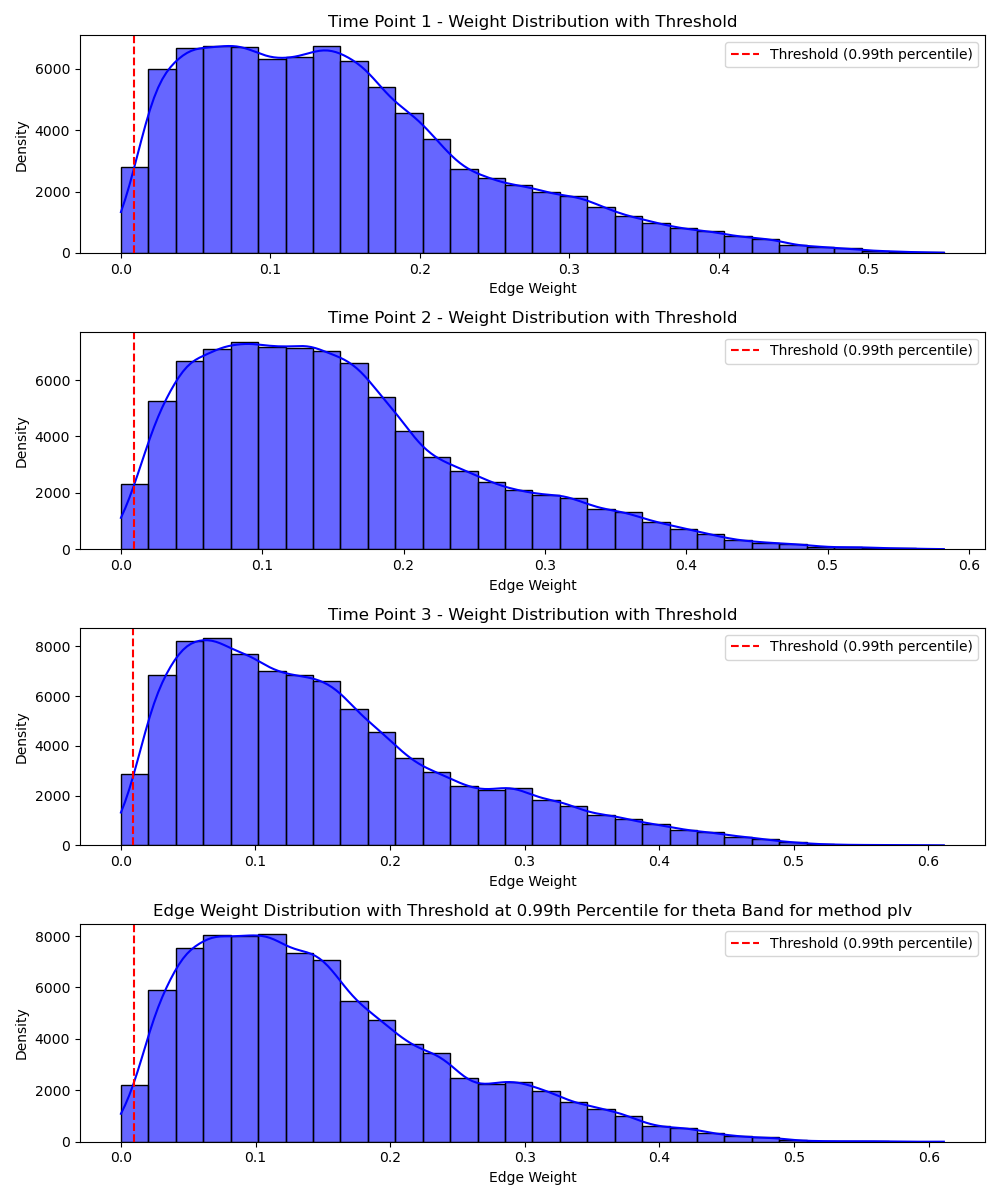 Time Point 1 - Weight Distribution with Threshold
Threshold (0.99th percentile)
Density
6000
4000
2000
0
0.0 0.1 0.2 0.3 0.4 0.5
Edge Weight
Time Point 2 - Weight Distribution with Threshold
Threshold (0.99th percentile)
Density
6000
4000
2000
0
0.0 0.1 0.2 0.3 0.4 0.5 0.6
Edge Weight
Time Point 3 - Weight Distribution with Threshold
Threshold (0.99th percentile)
Density
8000
6000
4000
2000
0
0.0 0.1 0.2 0.3 0.4 0.5 0.6
Edge Weight
Edge Weight Distribution with Threshold at 0.99th Percentile for theta Band for method plv
Threshold (0.99th percentile)
Density
8000
6000
4000
2000
0
0.0 0.1 0.2 0.3 0.4 0.5 0.6
Edge Weight